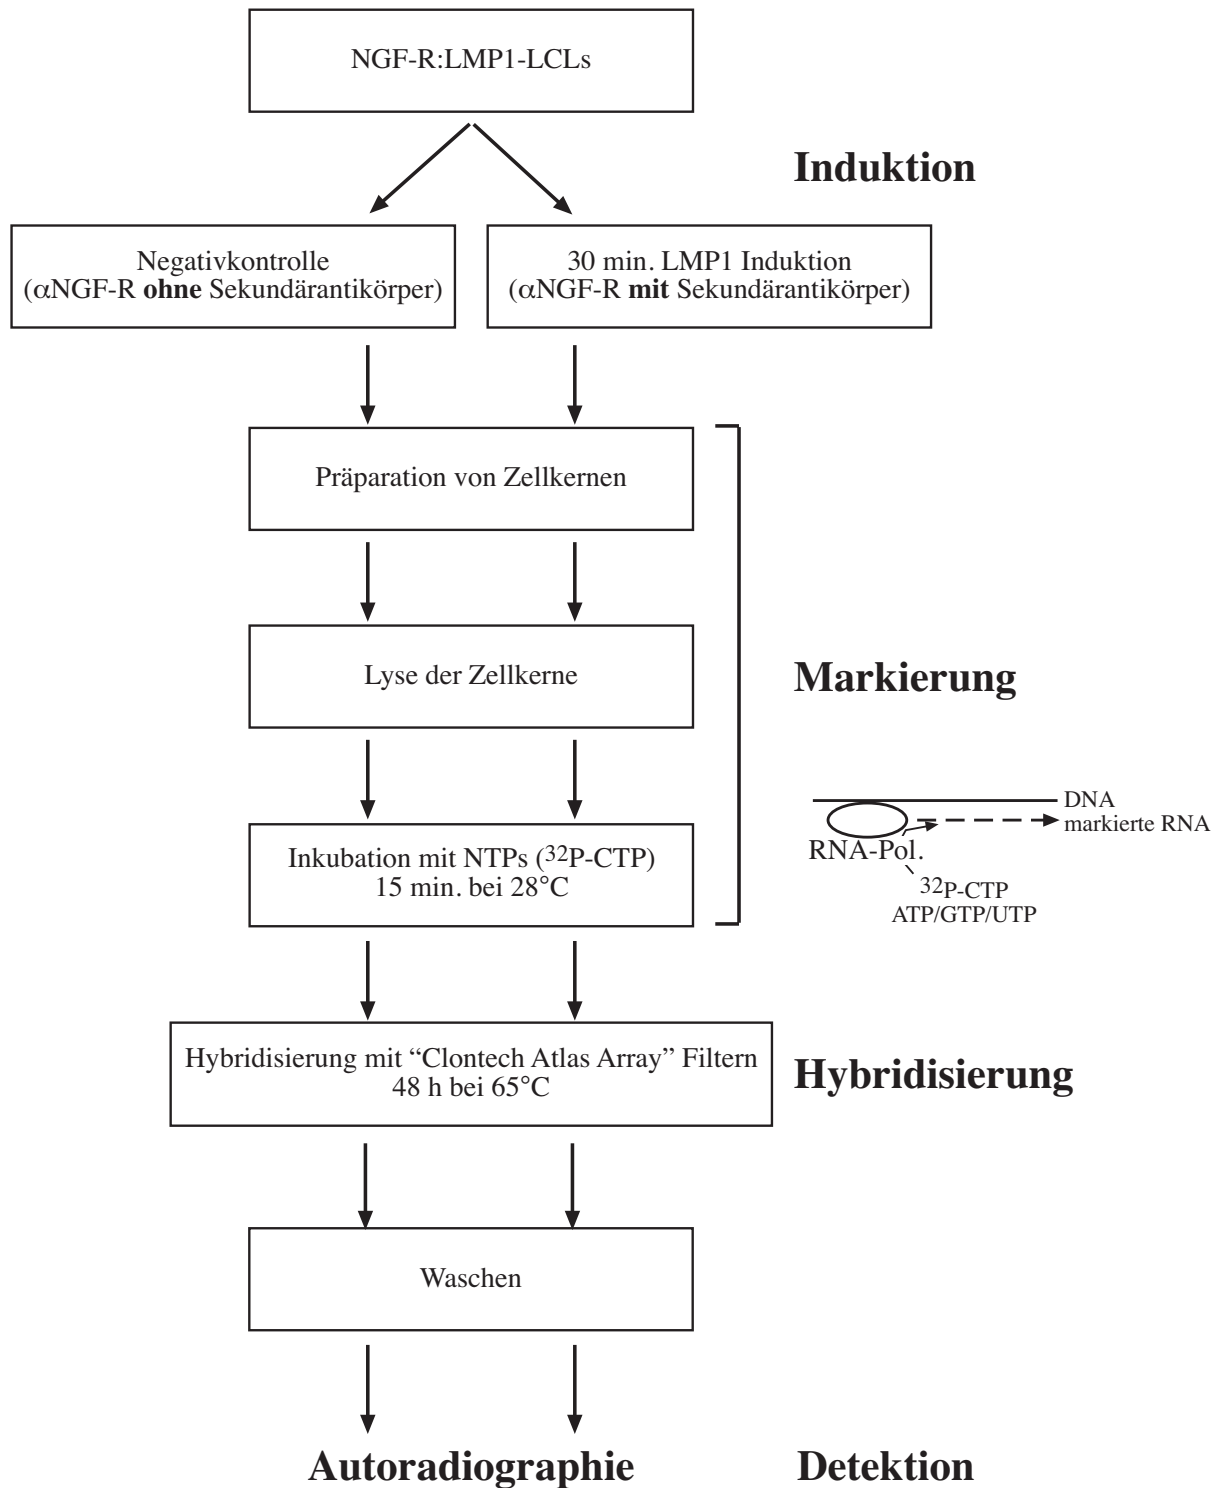 NGF-R:LMP1-LCLs
Induktion
Negativkontrolle
(αNGF-R ohne Sekundärantikörper)
30 min. LMP1 Induktion
(αNGF-R mit Sekundärantikörper)
Präparation von Zellkernen
Lyse der Zellkerne
Markierung
Inkubation mit NTPs (32P-CTP)
15 min. bei 28°C
DNA
markierte RNA
RNA-Pol.
32P-CTP
ATP/GTP/UTP
Hybridisierung mit “Clontech Atlas Array” Filtern
48 h bei 65°C
Hybridisierung
Waschen
Autoradiographie
Detektion